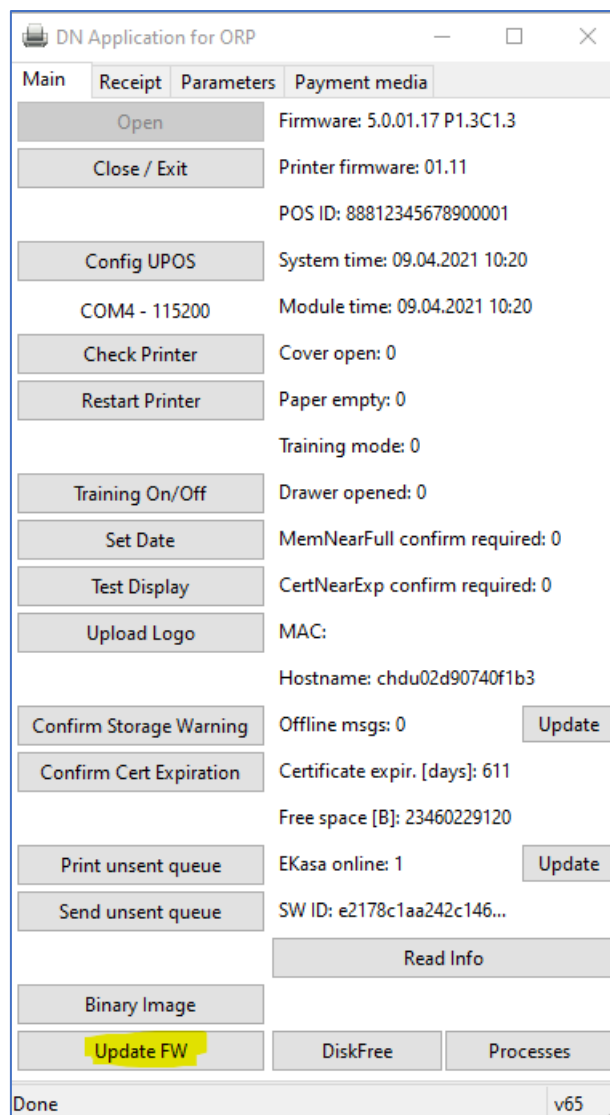 DN Application for ORP
Main Receipt Parameters Payment media
Open Firmware: 5.0.01.17 P1.3C1.3
Close / Exit Printer firmware: 01.11
POS ID: 88812345678900001
Config UPOS System time: 09.04.2021 10:20
COM4 - 115200 Module time: 09.04.2021 10:20
Check Printer Cover open: 0
Restart Printer Paper empty: 0
Training mode: 0
Training On/Off Drawer opened: 0
Set Date MemNearFull confirm required: 0
Test Display CertNearExp confirm required: 0
Upload Logo MAC:
Hostname: chdu02d90740f1b3
Confirm Storage Warning Offline msgs: 0 Update
Confirm Cert Expiration Certificate expir. [days]: 611
Free space [B]: 23460229120
Print unsent queue EKasa online: 1 Update
Send unsent queue SW ID: e2178c1aa242c146...
Read Info
Binary Image
Update FW DiskFree Processes
Done v65